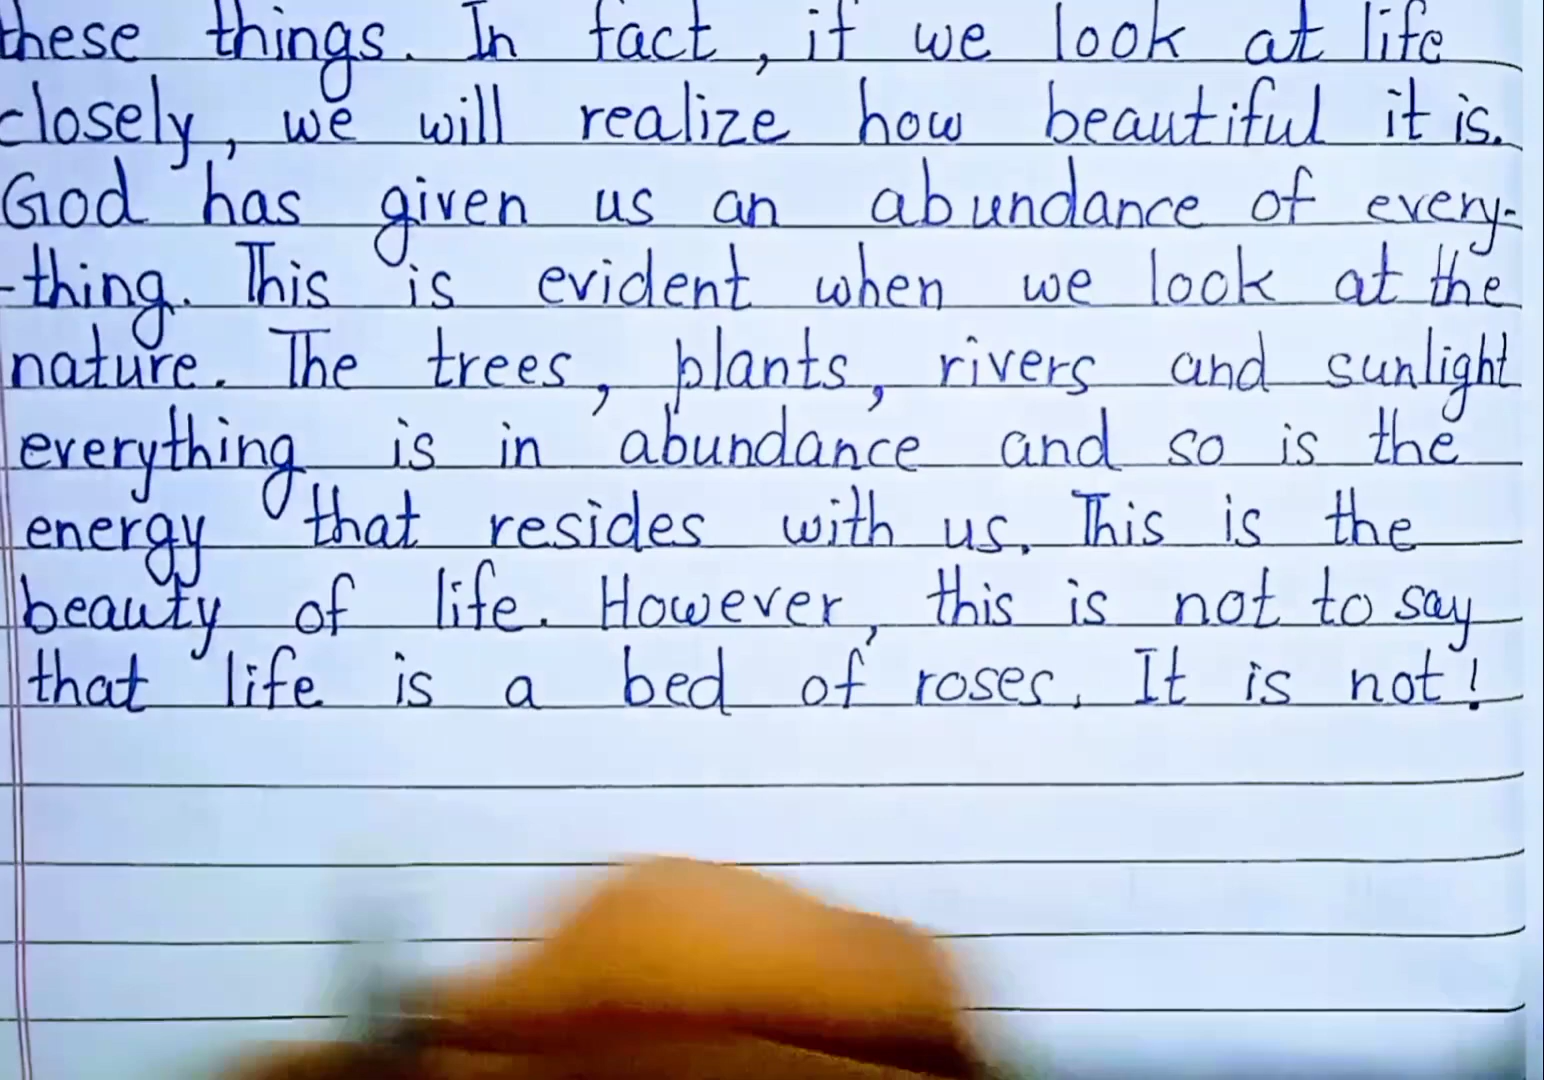 these things. In fact, if we look at life
closely, we will realize how beautiful it is.
God has given us an abundance of every-
-thing. This is evident when we look at the
nature. The trees, plants, rivers and sunlight
everything is in abundance and so is the
energy that resides with us. This is the
beauty of life. However, this is not to say
that life is a bed of roses. It is not!